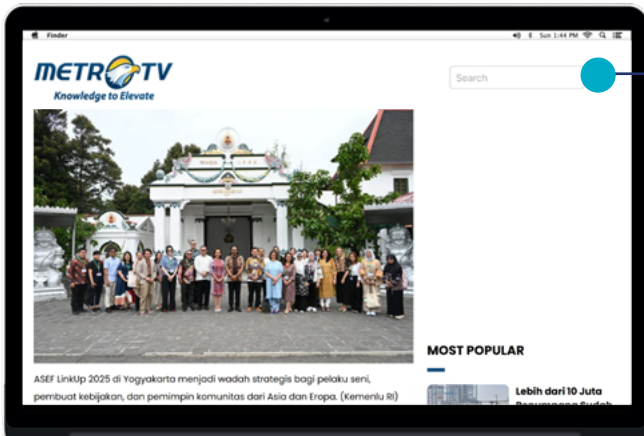 Finder
Sun 1:44 PM
METRO TV
Knowledge to Elevate
Search
MOST POPULAR
ASEF LinkUp 2025 di Yogyakarta menjadi wadah strategis bagi pelaku seni,
pembuat kebijakan, dan pemimpin komunitas dari Asia dan Eropa. (Kemenlu RI)
Lebih dari 10 Juta
Penumpang Sudah